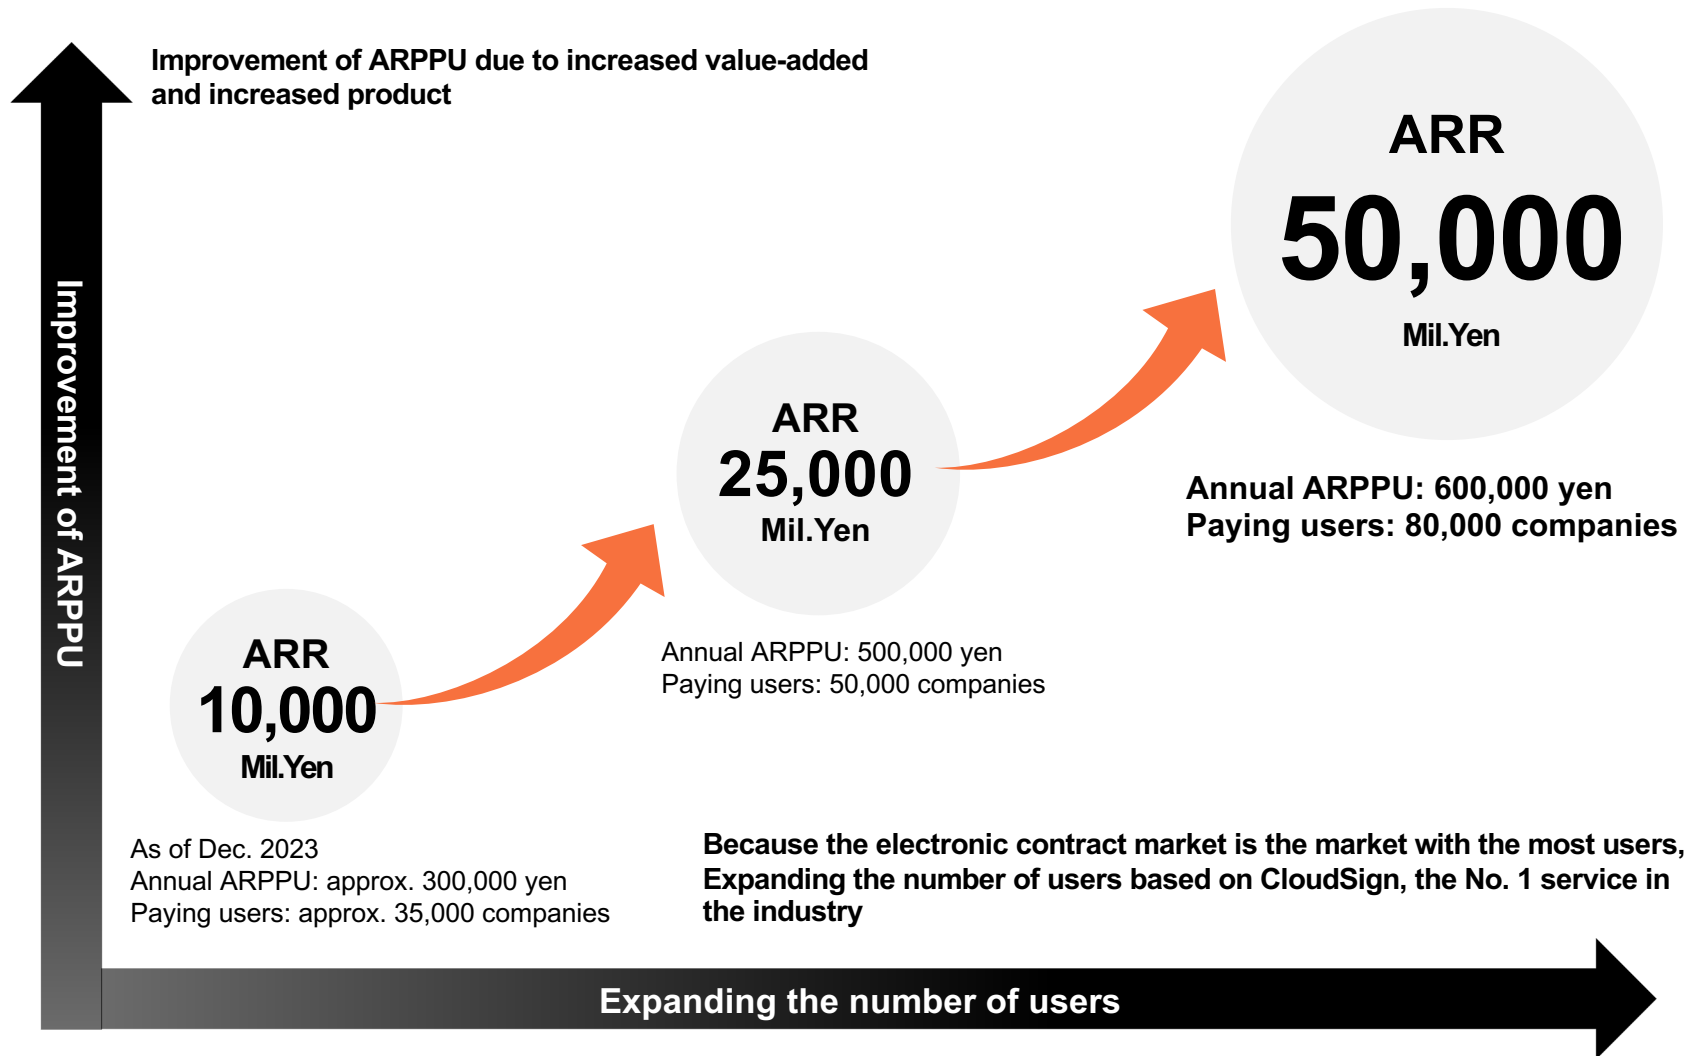 Improvement of ARPPU due to increased value-added
and increased product
Improvement of ARPPU
ARR
50,000
Mil.Yen
Annual ARPPU: 600,000 yen
Paying users: 80,000 companies
ARR
25,000
Mil.Yen
Annual ARPPU: 500,000 yen
Paying users: 50,000 companies
ARR
10,000
Mil.Yen
As of Dec. 2023
Annual ARPPU: approx. 300,000 yen
Paying users: approx. 35,000 companies
Because the electronic contract market is the market with the most users,
Expanding the number of users based on CloudSign, the No. 1 service in
the industry
Expanding the number of users